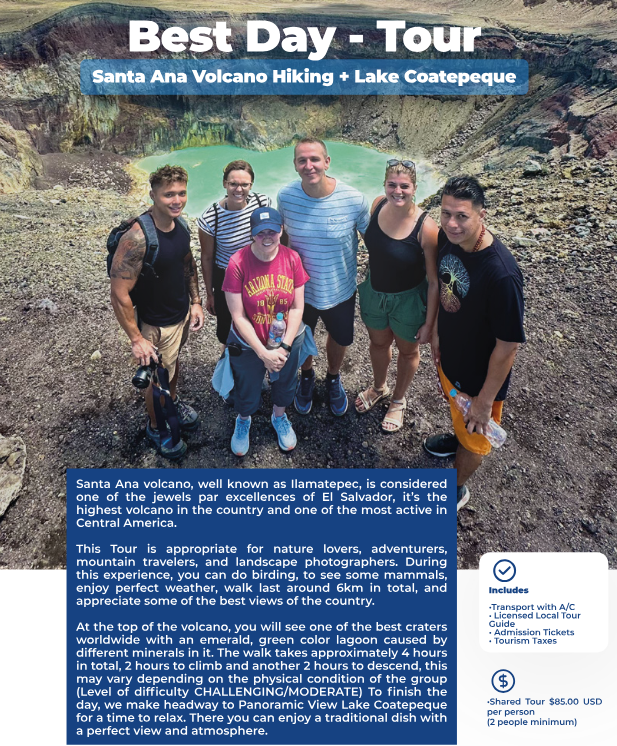 Best Day - Tour
Santa Ana Volcano Hiking + Lake Coatepeque
ARIZONA STATE
18 85
Santa Ana volcano, well known as Ilamatepec, is considered
one of the jewels par excellences of El Salvador, it’s the
highest volcano in the country and one of the most active in
Central America.
This Tour is appropriate for nature lovers, adventurers,
mountain travelers, and landscape photographers. During
this experience, you can do birding, to see some mammals,
enjoy perfect weather, walk last around 6km in total, and
appreciate some of the best views of the country.
At the top of the volcano, you will see one of the best craters
worldwide with an emerald, green color lagoon caused by
different minerals in it. The walk takes approximately 4 hours
in total, 2 hours to climb and another 2 hours to descend, this
may vary depending on the physical condition of the group
(Level of difficulty CHALLENGING/MODERATE) To finish the
day, we make headway to Panoramic View Lake Coatepeque
for a time to relax. There you can enjoy a traditional dish with
a perfect view and atmosphere.
Includes
•Transport with A/C
• Licensed Local Tour
Guide
• Admission Tickets
• Tourism Taxes
$
•Shared Tour $85.00 USD
per person
(2 people minimum)